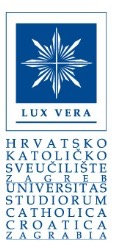 LUX VERA
HRVATSKO
KATOLIČKO
SVEUČILIŠTE
ZAGREB
UNIVERSITAS
STUDIORUM
CATHOLICA
CROATICA
ZAGRABIA